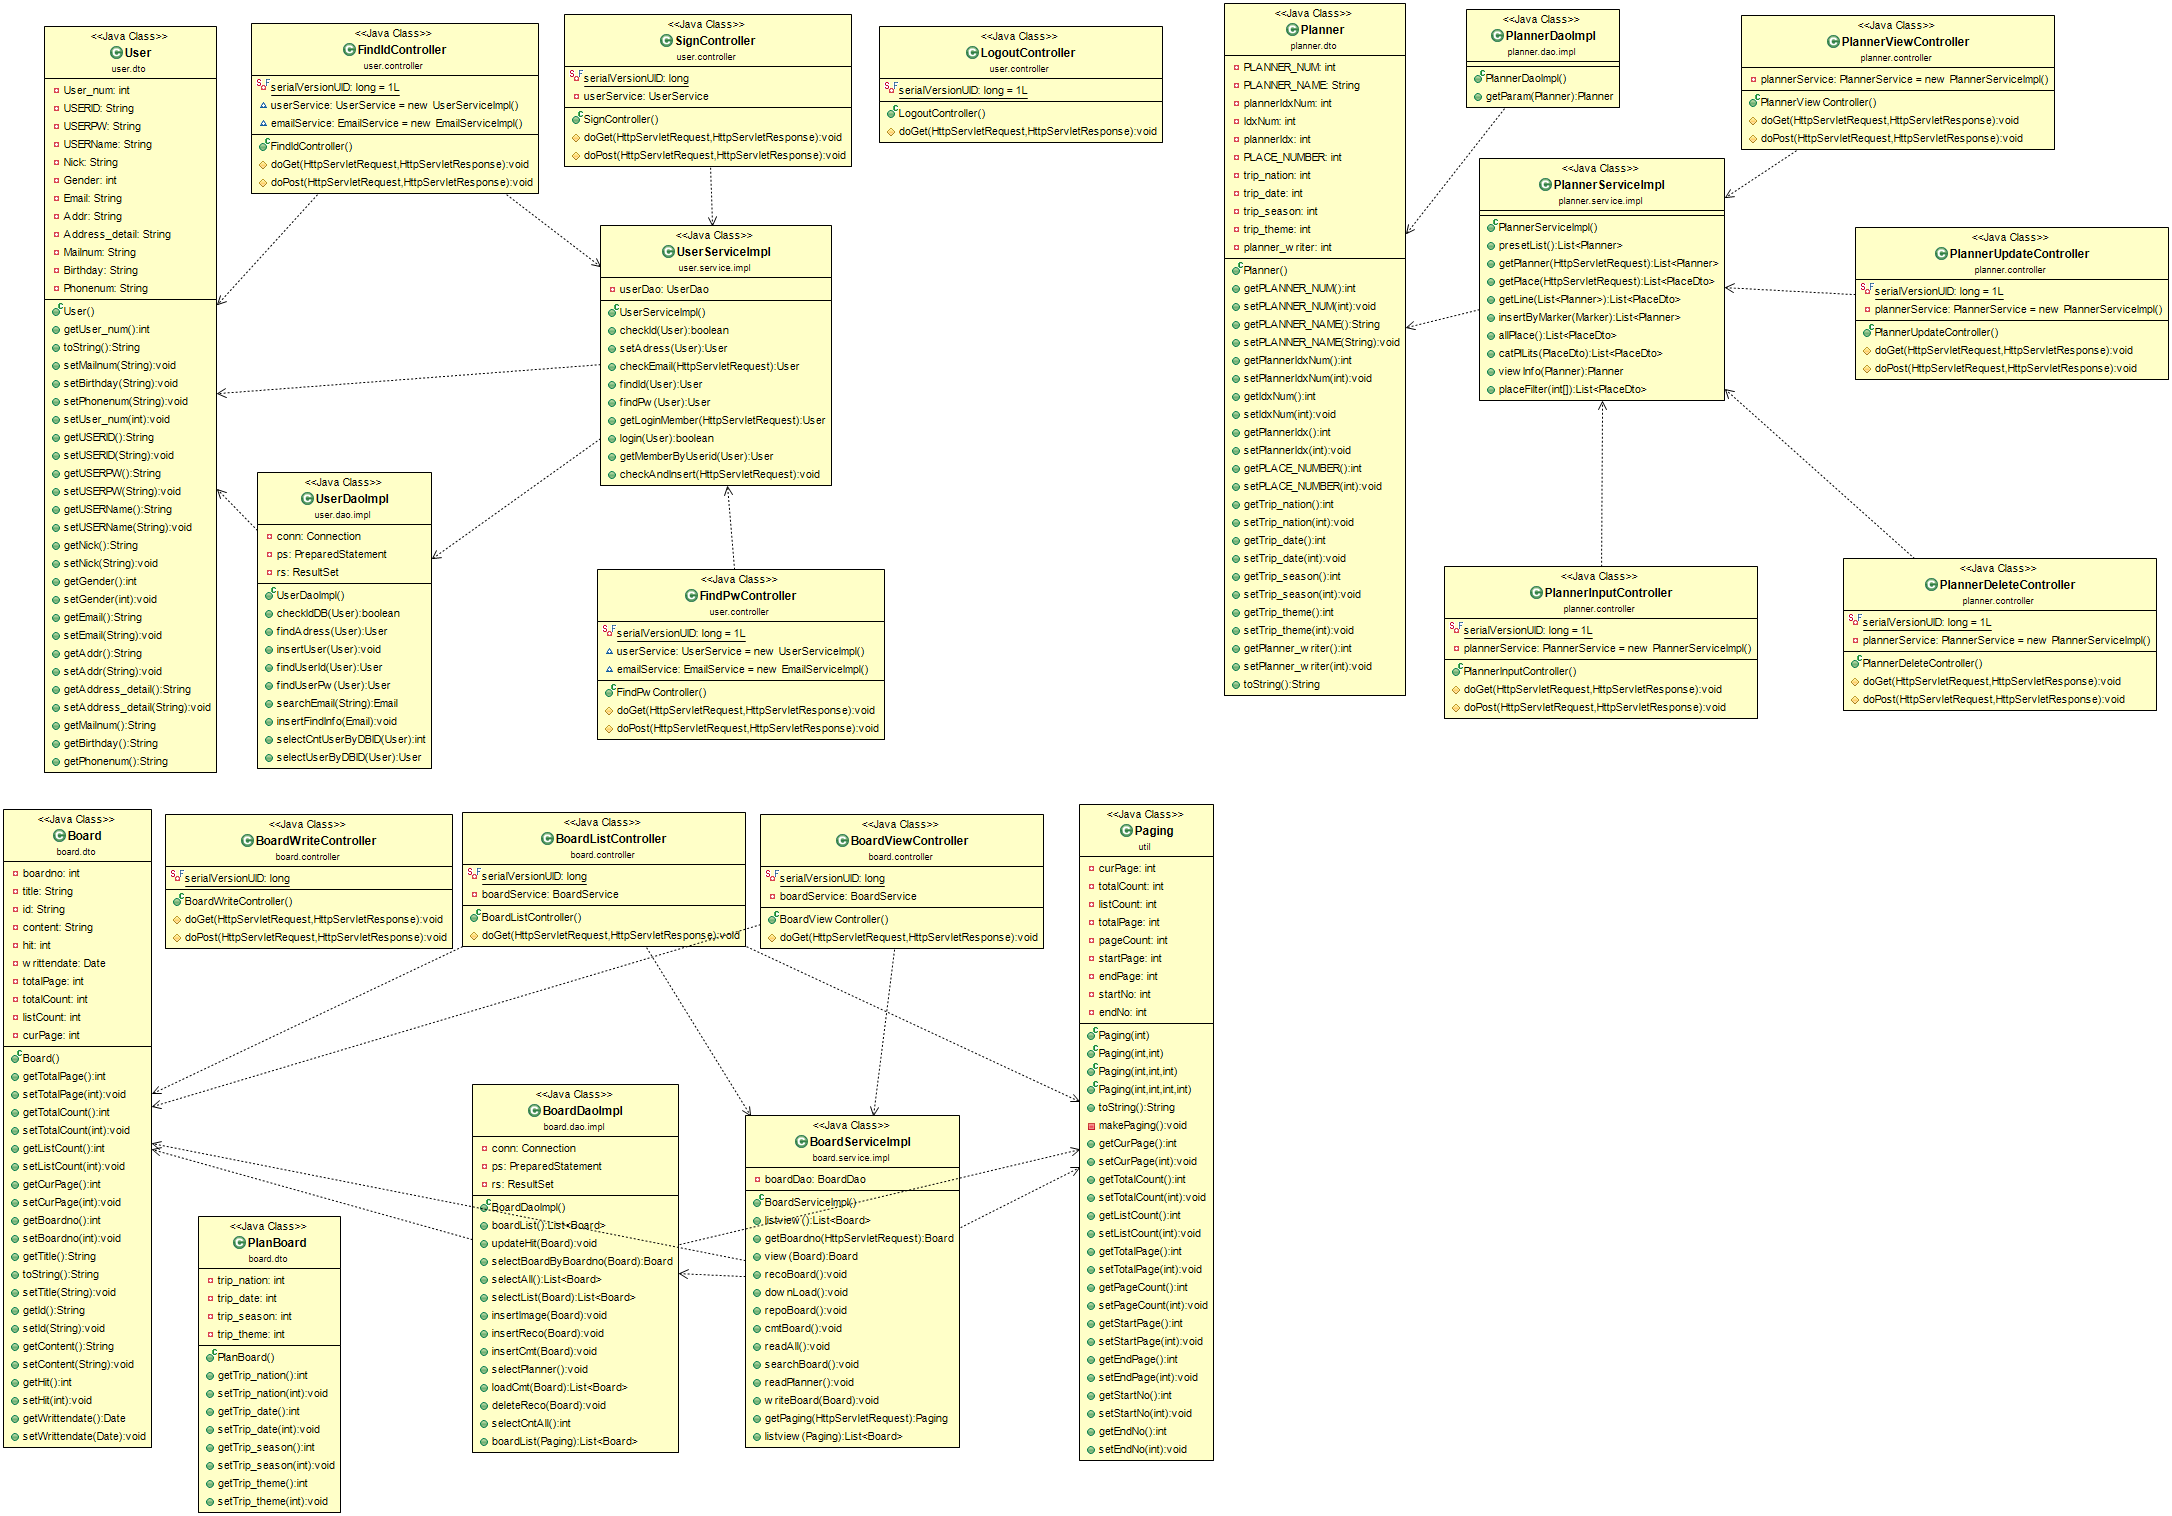 <<Java Class>>
User
user.dto
User_num: int
USERID: String
USERPW: String
USERName: String
Nick: String
Gender: int
Email: String
Addr: String
Address_detail: String
Mailnum: String
Birthday: String
Phonenum: String
User()
getUser_num():int
toString():String
setMailnum(String):void
setBirthday(String):void
setPhonenum(String):void
setUser_num(int):void
getUSERID():String
setUSERID(String):void
getUSERPW():String
setUSERPW(String):void
getUSERName():String
setUSERName(String):void
getNick():String
setNick(String):void
getGender():int
setGender(int):void
getEmail():String
setEmail(String):void
getAddr():String
setAddr(String):void
getAddress_detail():String
setAddress_detail(String):void
getMailnum():String
getBirthday():String
getPhonenum():String
<<Java Class>>
FindIdController
user.controller
serialVersionUID: long = 1L
userService: UserService = new UserServiceImpl()
emailService: EmailService = new EmailServiceImpl()
FindIdController()
doGet(HttpServletRequest,HttpServletResponse):void
doPost(HttpServletRequest,HttpServletResponse):void
<<Java Class>>
SignController
user.controller
serialVersionUID: long
userService: UserService
SignController()
doGet(HttpServletRequest,HttpServletResponse):void
doPost(HttpServletRequest,HttpServletResponse):void
<<Java Class>>
LogoutController
user.controller
serialVersionUID: long = 1L
LogoutController()
doGet(HttpServletRequest,HttpServletResponse):void
<<Java Class>>
UserServiceImpl
user.service.impl
userDao: UserDao
UserServiceImpl()
checkId(User):boolean
setAdress(User):User
checkEmail(HttpServletRequest):User
findId(User):User
findPw(User):User
getLoginMember(HttpServletRequest):User
login(User):boolean
getMemberByUserid(User):User
checkAndInsert(HttpServletRequest):void
<<Java Class>>
UserDaoImpl
user.dao.impl
conn: Connection
ps: PreparedStatement
rs: ResultSet
UserDaoImpl()
checkIdDB(User):boolean
findAdress(User):User
insertUser(User):void
findUserId(User):User
findUserPw(User):User
searchEmail(String):Email
insertFindInfo(Email):void
selectCntUserByDBID(User):int
selectUserByDBID(User):User
<<Java Class>>
FindPwController
user.controller
serialVersionUID: long = 1L
userService: UserService = new UserServiceImpl()
emailService: EmailService = new EmailServiceImpl()
FindPwController()
doGet(HttpServletRequest,HttpServletResponse):void
doPost(HttpServletRequest,HttpServletResponse):void
<<Java Class>>
Planner
planner.dto
PLANNER_NUM: int
PLANNER_NAME: String
plannerIdxNum: int
IdxNum: int
plannerIdx: int
PLACE_NUMBER: int
trip_nation: int
trip_date: int
trip_season: int
trip_theme: int
planner_writer: int
Planner()
getPLANNER_NUM():int
setPLANNER_NUM(int):void
getPLANNER_NAME():String
setPLANNER_NAME(String):void
getPlannerIdxNum():int
setPlannerIdxNum(int):void
getIdxNum():int
setIdxNum(int):void
getPlannerIdx():int
setPlannerIdx(int):void
getPLACE_NUMBER():int
setPLACE_NUMBER(int):void
getTrip_nation():int
setTrip_nation(int):void
getTrip_date():int
setTrip_date(int):void
getTrip_season():int
setTrip_season(int):void
getTrip_theme():int
setTrip_theme(int):void
getPlanner_writer():int
setPlanner_writer(int):void
toString():String
<<Java Class>>
PlannerDaoImpl
planner.dao.impl
PlannerDaoImpl()
getParam(Planner):Planner
<<Java Class>>
PlannerViewController
planner.controller
plannerService: PlannerService = new PlannerServiceImpl()
PlannerViewController()
doGet(HttpServletRequest,HttpServletResponse):void
doPost(HttpServletRequest,HttpServletResponse):void
<<Java Class>>
PlannerServiceImpl
planner.service.impl
PlannerServiceImpl()
presetList():List<Planner>
getPlanner(HttpServletRequest):List<Planner>
getPlace(HttpServletRequest):List<PlaceDto>
getLine(List<Planner>):List<PlaceDto>
insertByMarker(Marker):List<Planner>
allPlace():List<PlaceDto>
catPlLits(PlaceDto):List<PlaceDto>
viewInfo(Planner):Planner
placeFilter(int[]):List<PlaceDto>
<<Java Class>>
PlannerUpdateController
planner.controller
serialVersionUID: long = 1L
plannerService: PlannerService = new PlannerServiceImpl()
PlannerUpdateController()
doGet(HttpServletRequest,HttpServletResponse):void
doPost(HttpServletRequest,HttpServletResponse):void
<<Java Class>>
PlannerInputController
planner.controller
serialVersionUID: long = 1L
plannerService: PlannerService = new PlannerServiceImpl()
PlannerInputController()
doGet(HttpServletRequest,HttpServletResponse):void
doPost(HttpServletRequest,HttpServletResponse):void
<<Java Class>>
PlannerDeleteController
planner.controller
serialVersionUID: long = 1L
plannerService: PlannerService = new PlannerServiceImpl()
PlannerDeleteController()
doGet(HttpServletRequest,HttpServletResponse):void
doPost(HttpServletRequest,HttpServletResponse):void
<<Java Class>>
Board
board.dto
boardno: int
title: String
id: String
content: String
hit: int
writtendate: Date
totalPage: int
totalCount: int
listCount: int
curPage: int
Board()
getTotalPage():int
setTotalPage(int):void
getTotalCount():int
setTotalCount(int):void
getListCount():int
setListCount(int):void
getCurPage():int
setCurPage(int):void
getBoardno():int
setBoardno(int):void
getTitle():String
toString():String
setTitle(String):void
getId():String
setId(String):void
getContent():String
setContent(String):void
getHit():int
setHit(int):void
getWrittendate():Date
setWrittendate(Date):void
<<Java Class>>
BoardWriteController
board.controller
serialVersionUID: long
BoardWriteController()
doGet(HttpServletRequest,HttpServletResponse):void
doPost(HttpServletRequest,HttpServletResponse):void
<<Java Class>>
BoardListController
board.controller
serialVersionUID: long
boardService: BoardService
BoardListController()
doGet(HttpServletRequest,HttpServletResponse):void
<<Java Class>>
BoardViewController
board.controller
serialVersionUID: long
boardService: BoardService
BoardViewController()
doGet(HttpServletRequest,HttpServletResponse):void
<<Java Class>>
PlanBoard
board.dto
trip_nation: int
trip_date: int
trip_season: int
trip_theme: int
PlanBoard()
getTrip_nation():int
setTrip_nation(int):void
getTrip_date():int
setTrip_date(int):void
getTrip_season():int
setTrip_season(int):void
getTrip_theme():int
setTrip_theme(int):void
<<Java Class>>
BoardDaoImpl
board.dao.impl
conn: Connection
ps: PreparedStatement
rs: ResultSet
BoardDaoImpl()
boardList():List<Board>
updateHit(Board):void
selectBoardByBoardno(Board):Board
selectAll():List<Board>
selectList(Board):List<Board>
insertImage(Board):void
insertReco(Board):void
insertCmt(Board):void
selectPlanner():void
loadCmt(Board):List<Board>
deleteReco(Board):void
selectCntAll():int
boardList(Paging):List<Board>
<<Java Class>>
BoardServiceImpl
board.service.impl
boardDao: BoardDao
BoardServiceImpl()
listview():List<Board>
getBoardno(HttpServletRequest):Board
view(Board):Board
recoBoard():void
downLoad():void
repoBoard():void
cmtBoard():void
readAll():void
searchBoard():void
readPlanner():void
writeBoard(Board):void
getPaging(HttpServletRequest):Paging
listview(Paging):List<Board>
<<Java Class>>
Paging
util
curPage: int
totalCount: int
listCount: int
totalPage: int
pageCount: int
startPage: int
endPage: int
startNo: int
endNo: int
Paging(int)
Paging(int,int)
Paging(int,int,int)
Paging(int,int,int,int)
toString():String
makePaging():void
getCurPage():int
setCurPage(int):void
getTotalCount():int
setTotalCount(int):void
getListCount():int
setListCount(int):void
getTotalPage():int
setTotalPage(int):void
getPageCount():int
setPageCount(int):void
getStartPage():int
setStartPage(int):void
getEndPage():int
setEndPage(int):void
getStartNo():int
setStartNo(int):void
getEndNo():int
setEndNo(int):void